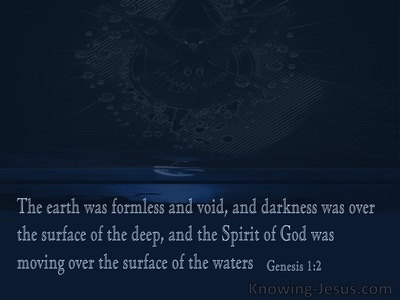 The earth was formless and void, and darkness was over
the surface of the deep, and the Spirit of God was
moving over the surface of the waters Genesis 1:2
Knowing-Jesus.com